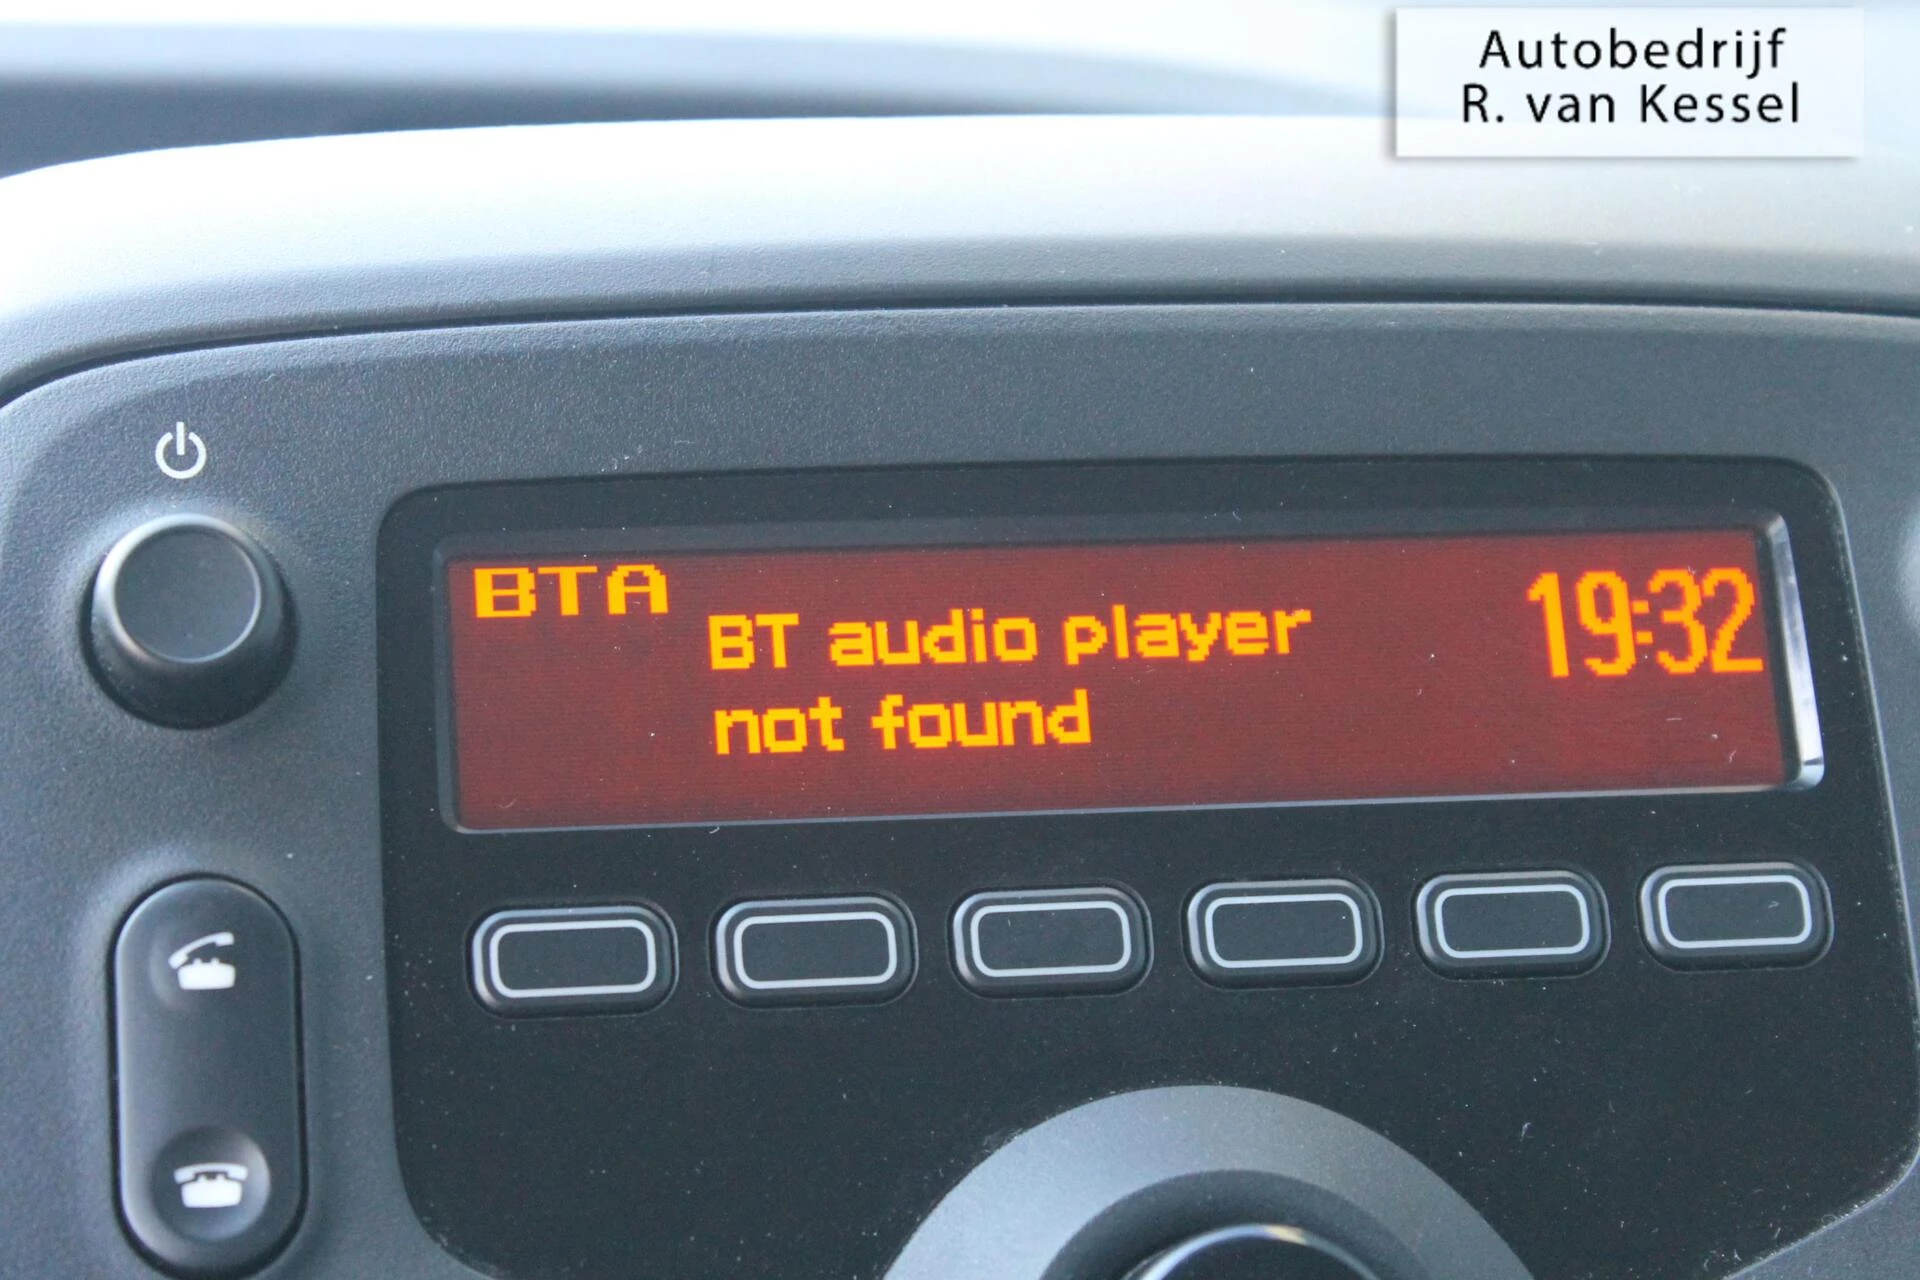 Autobedrijf
R. van Kessel
BTA
BT audio player
19:32
not found